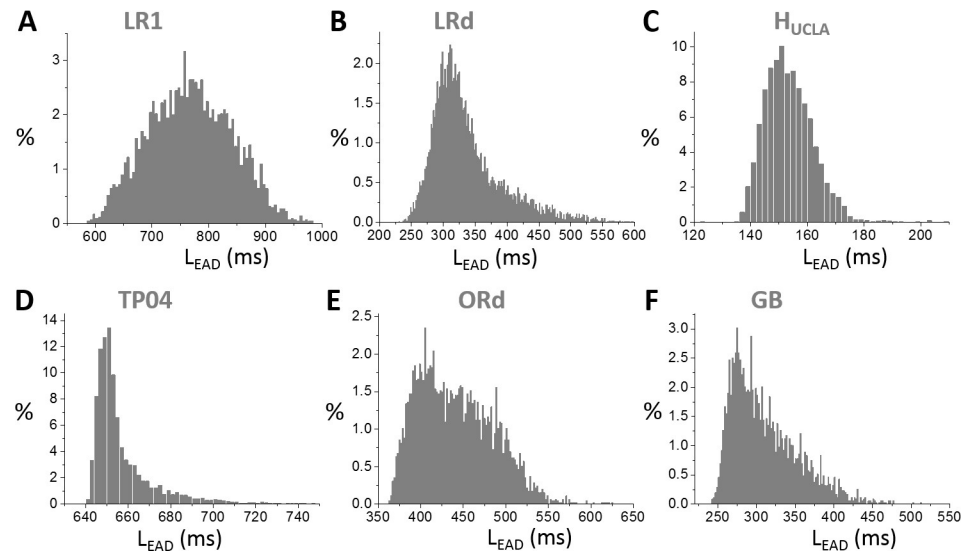 A LR1
3
2
1
0
%
600 700 800 900 1000
L_EAD (ms)
B LRd
2.0
1.5
1.0
0.5
0.0
%
200 250 300 350 400 450 500 550 600
L_EAD (ms)
C H_UCLA
10
8
6
4
2
0
%
120 140 160 180 200
L_EAD (ms)
D TP04
14
12
10
8
6
4
2
0
%
640 660 680 700 720 740
L_EAD (ms)
E ORd
2.5
2.0
1.5
1.0
0.5
0.0
%
350 400 450 500 550 600 650
L_EAD (ms)
F GB
3.0
2.5
2.0
1.5
1.0
0.5
0.0
%
250 300 350 400 450 500 550
L_EAD (ms)